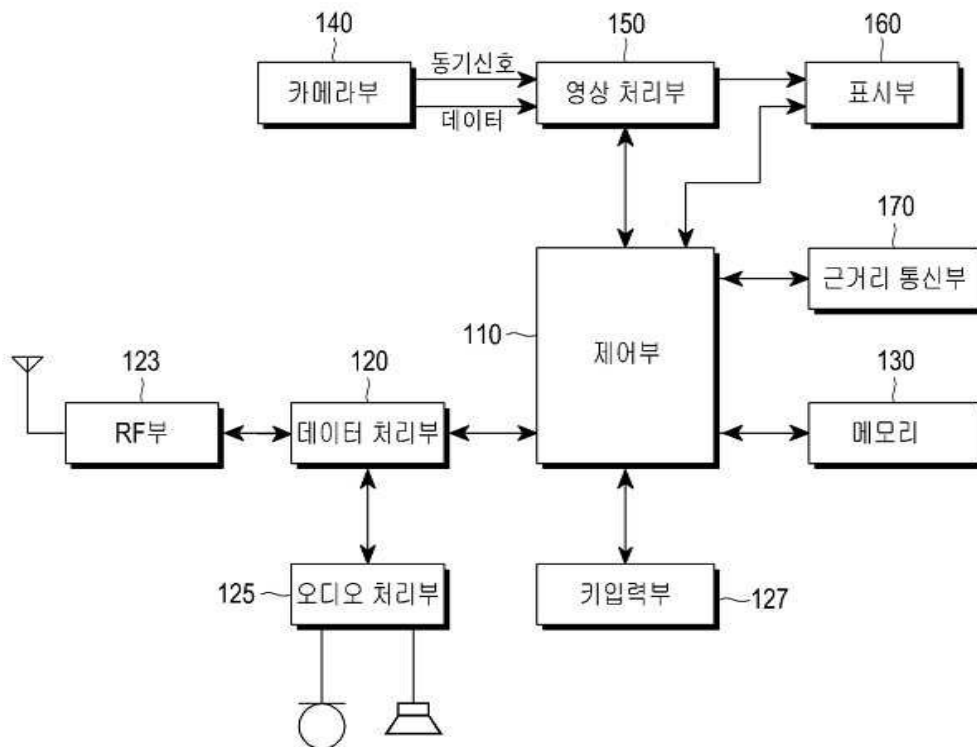 140
150
160
동기신호
카메라부
영상 처리부
표시부
데이터
170
근거리 통신부
110
제어부
123
120
130
RF부
데이터 처리부
메모리
125
오디오 처리부
키입력부
127